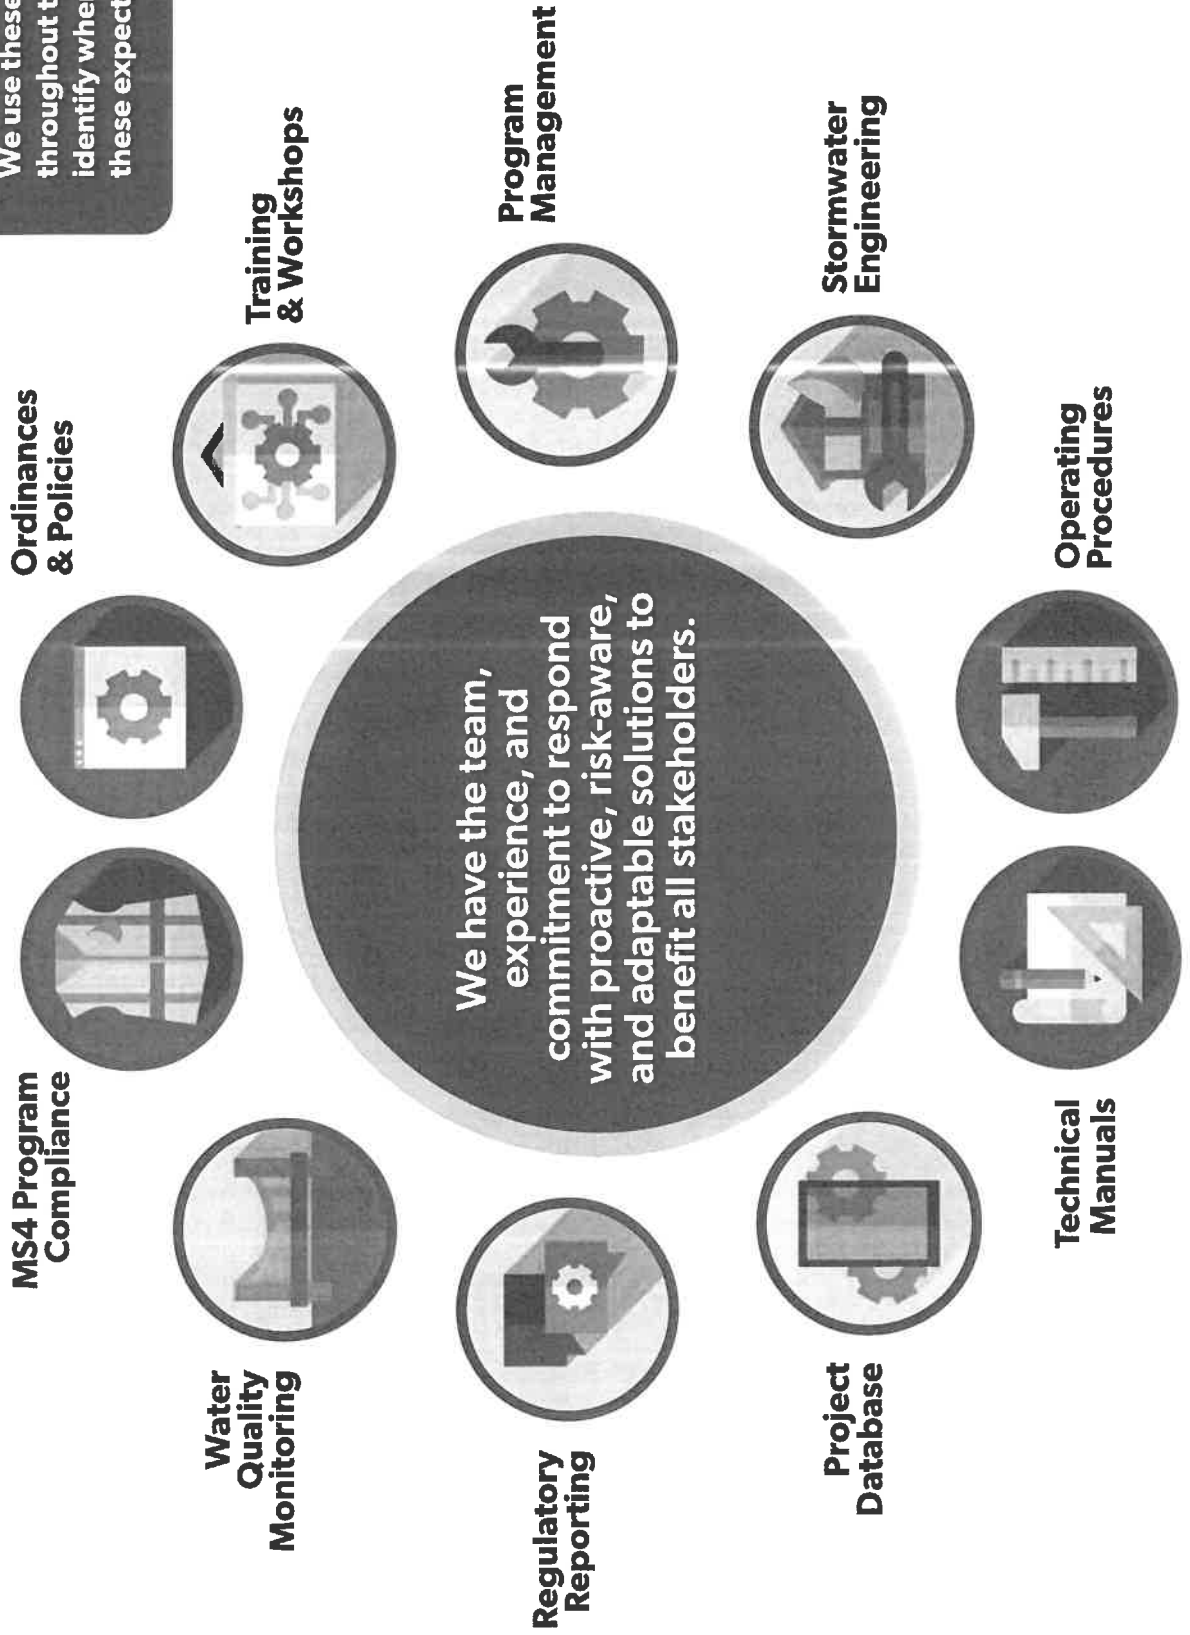 We use these
throughout t
identify whe
these expect
MS4 Program
Compliance
Ordinances
& Policies
Training
& Workshops
Program
Management
Stormwater
Engineering
Operating
Procedures
Technical
Manuals
Project
Database
Regulatory
Reporting
Water
Quality
Monitoring
We have the team,
experience, and
commitment to respond
with proactive, risk-aware,
and adaptable solutions to
benefit all stakeholders.